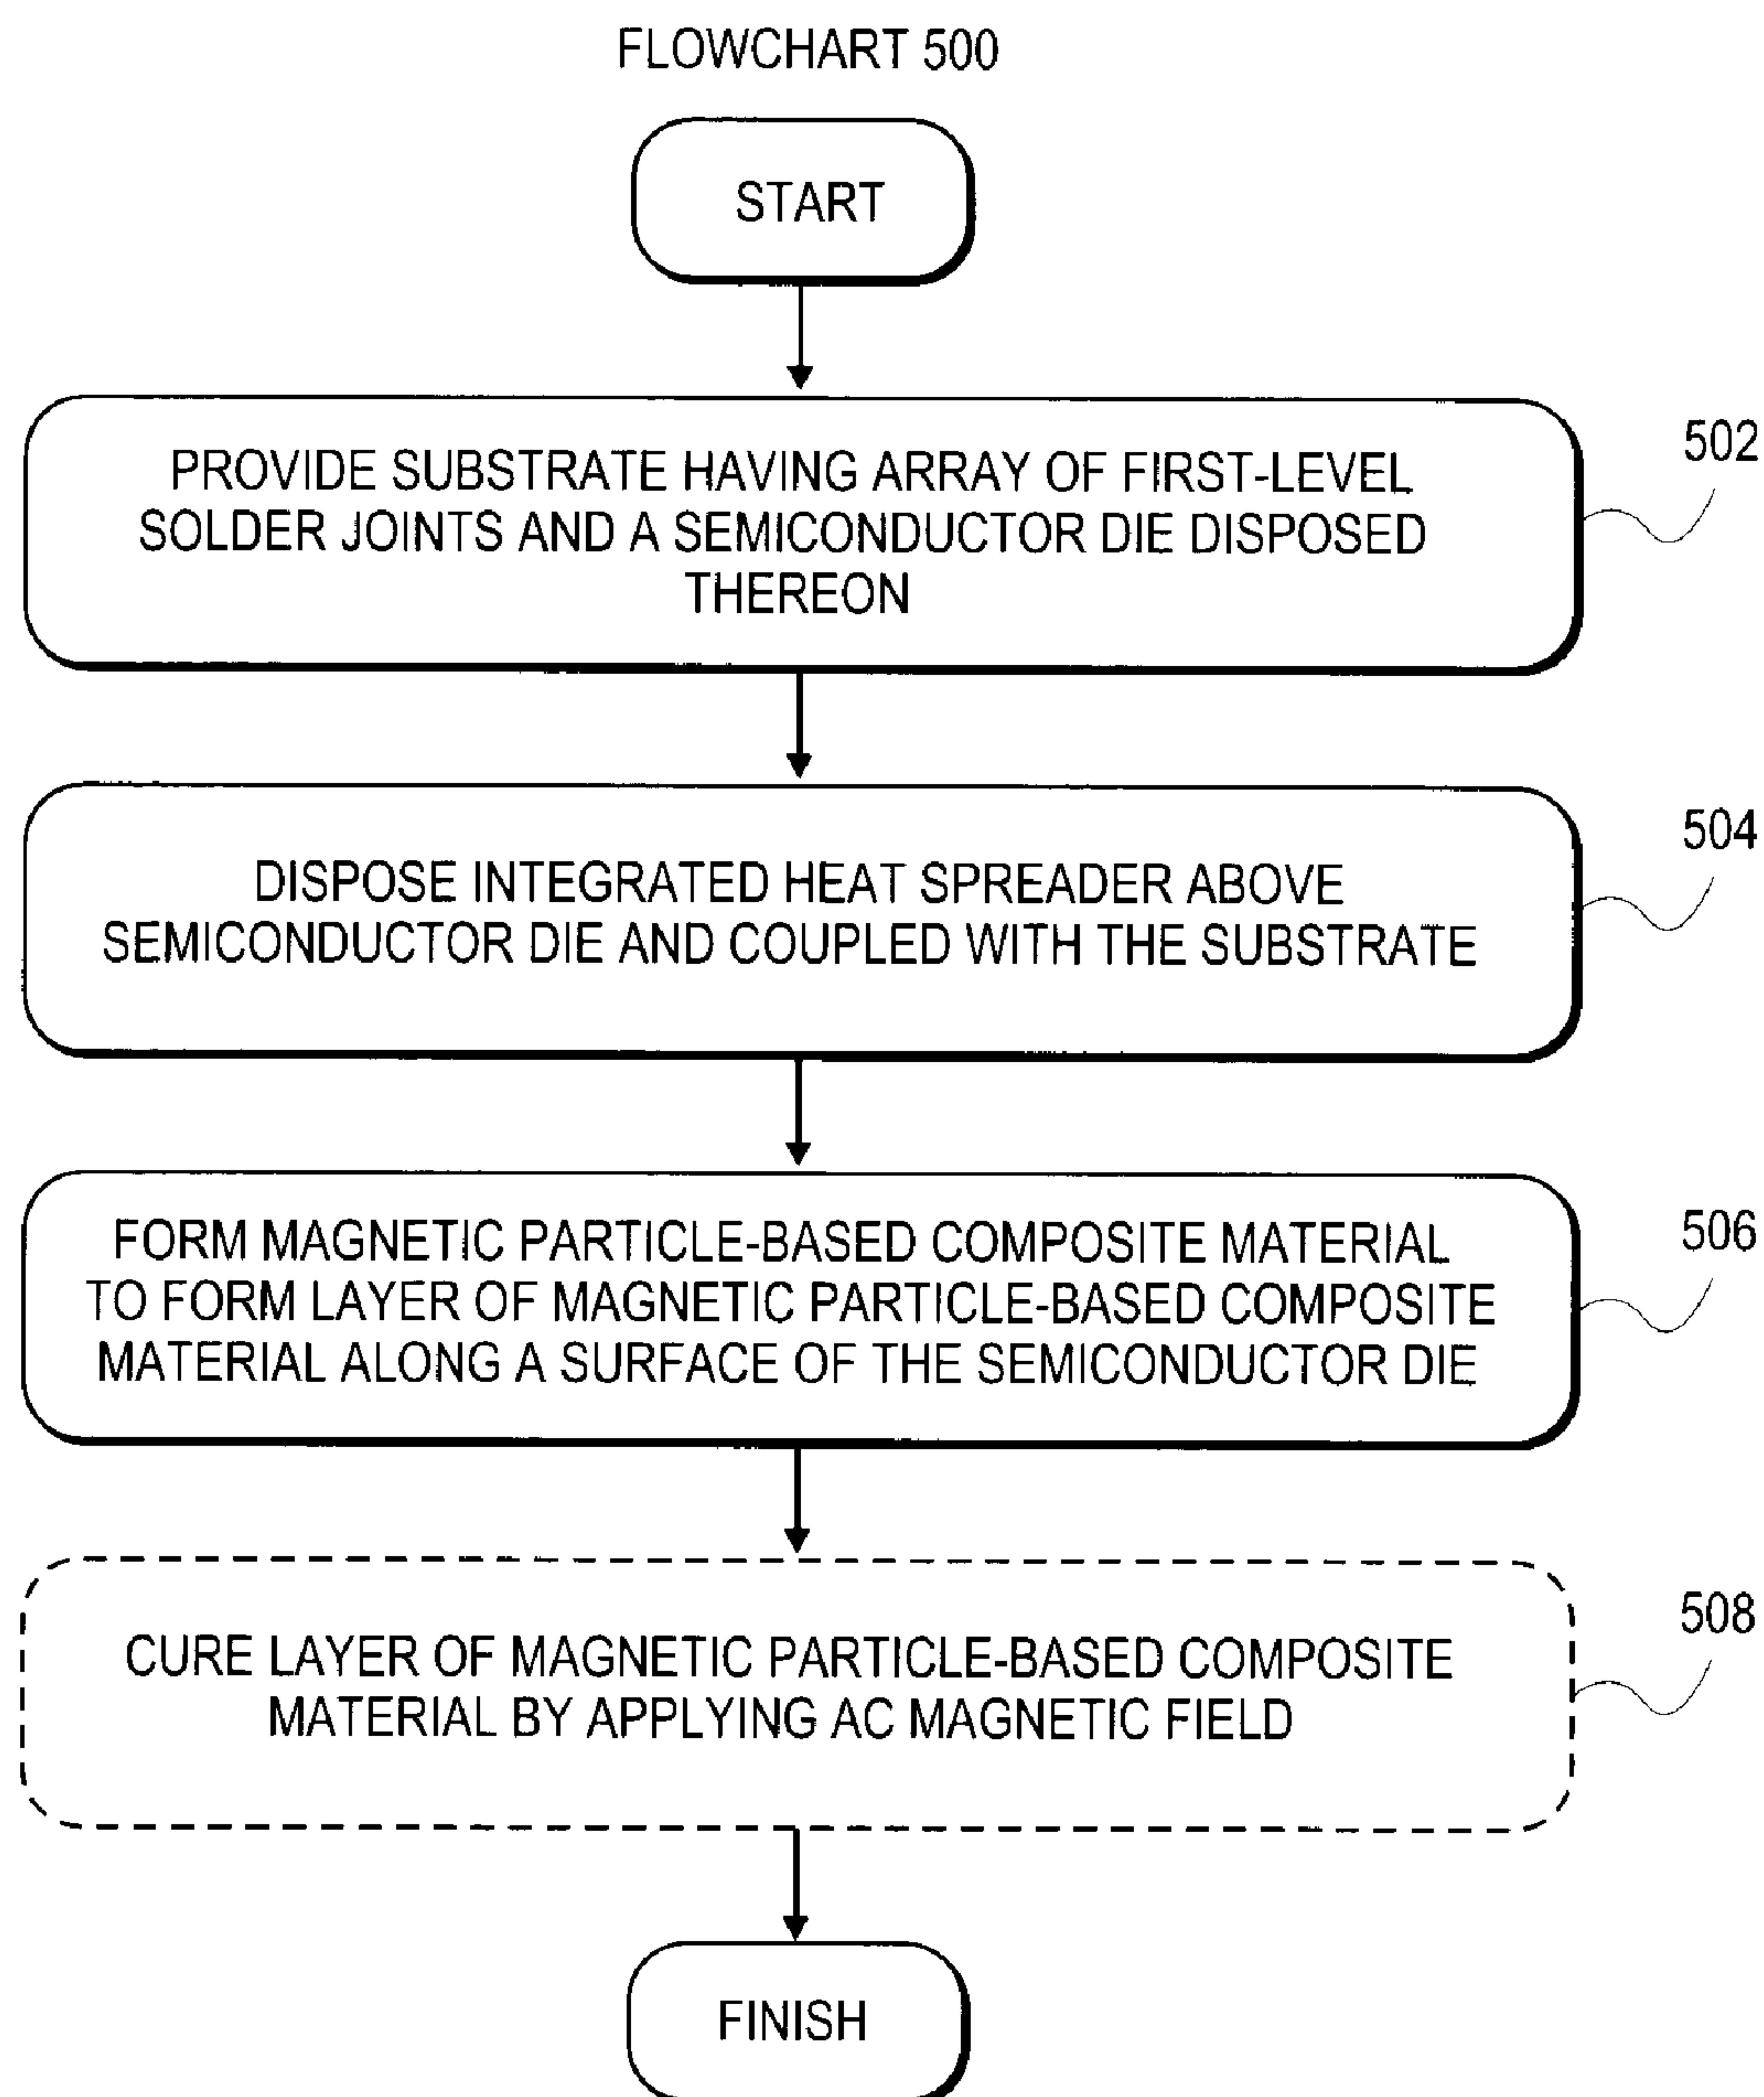 FLOWCHART 500
START
PROVIDE SUBSTRATE HAVING ARRAY OF FIRST-LEVEL
SOLDER JOINTS AND A SEMICONDUCTOR DIE DISPOSED
THEREON
502
DISPOSE INTEGRATED HEAT SPREADER ABOVE
SEMICONDUCTOR DIE AND COUPLED WITH THE SUBSTRATE
504
FORM MAGNETIC PARTICLE-BASED COMPOSITE MATERIAL
TO FORM LAYER OF MAGNETIC PARTICLE-BASED COMPOSITE
MATERIAL ALONG A SURFACE OF THE SEMICONDUCTOR DIE
506
CURE LAYER OF MAGNETIC PARTICLE-BASED COMPOSITE
MATERIAL BY APPLYING AC MAGNETIC FIELD
508
FINISH